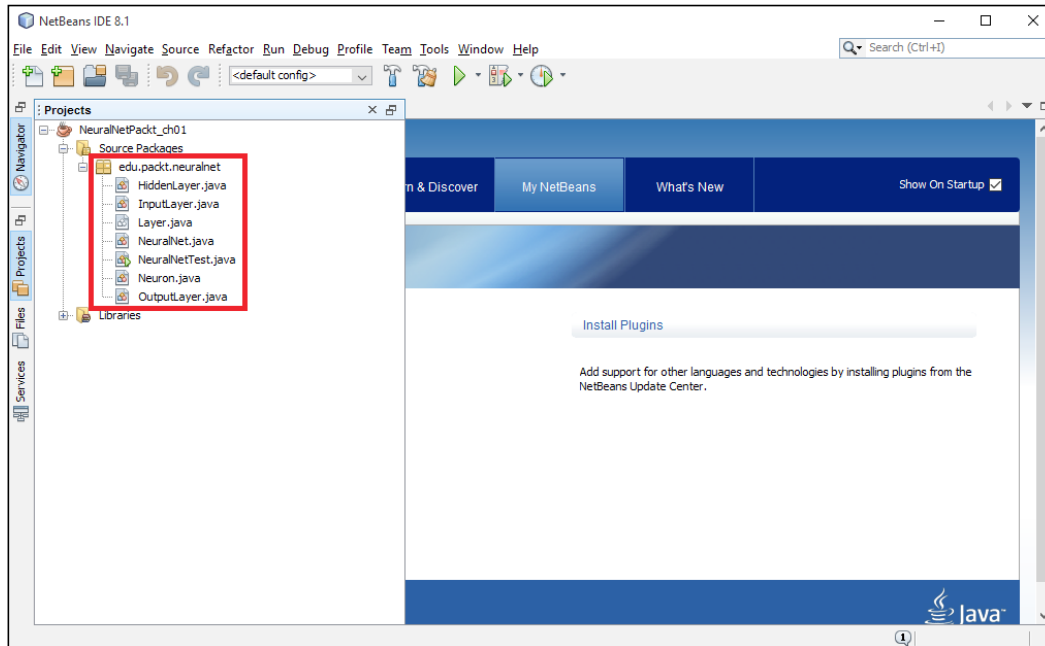 NetBeans IDE 8.1
File Edit View Navigate Source Refactor Run Debug Profile Team Tools Window Help
Search (Ctrl+I)
<default config>
Projects
Navigator
Projects
Files
Services
NeuralNetPackt_ch01
Source Packages
edu.packt.neuralnet
HiddenLayer.java
InputLayer.java
Layer.java
NeuralNet.java
NeuralNetTest.java
Neuron.java
OutputLayer.java
Libraries
n & Discover
My NetBeans
What's New
Show On Startup
Install Plugins
Add support for other languages and technologies by installing plugins from the
NetBeans Update Center.
Java™
1